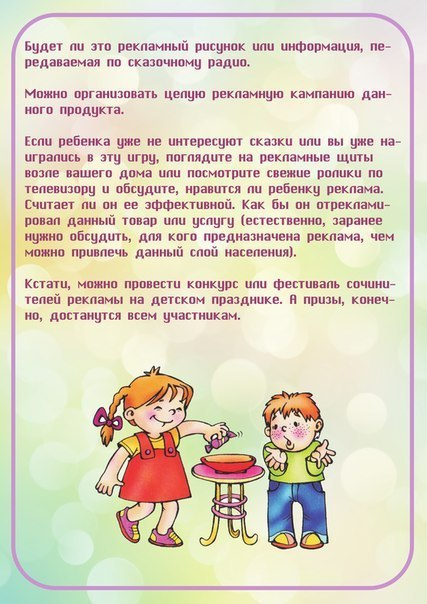 Будет ли это рекламный рисунок или информация, пе-
редаваемая по сказочному радио.
Можно организовать целую рекламную кампанию дан-
ного продукта.
Если ребенка уже не интересуют сказки или вы уже на-
игрались в эту игру, поглядите на рекламные щиты
возле вашего дома или посмотрите свежие ролики по
телевизору и обсудите, нравится ли ребенку реклама.
Считает ли он ее эффективной. Как бы он отреклами-
ровал данный товар или услугу (естественно, заранее
нужно обсудить, для кого предназначена реклама, чем
можно привлечь данный слой населения).
Кстати, можно провести конкурс или фестиваль сочини-
телей рекламы на детском празднике. А призы, конеч-
но, достанутся всем участникам.